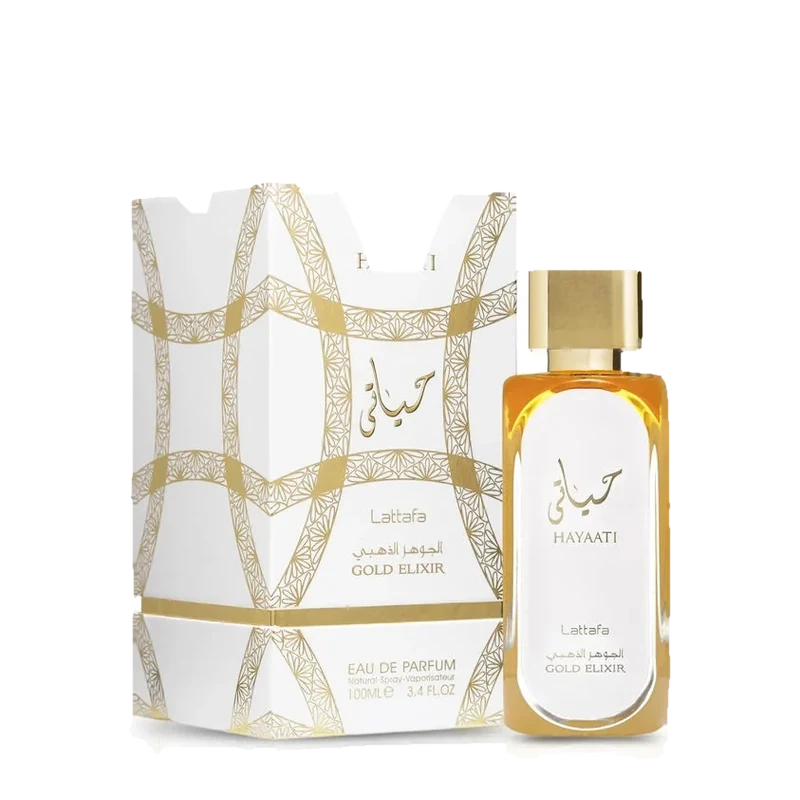 حياتي
Lattafa
الجوهر الذهبي
GOLD ELIXIR
EAU DE PARFUM
Natural Spray-Vaporisateur
100ML℮ 3,4 FL.OZ
حياتي
HAYAATI
Lattafa
الجوهر الذهبي
GOLD ELIXIR